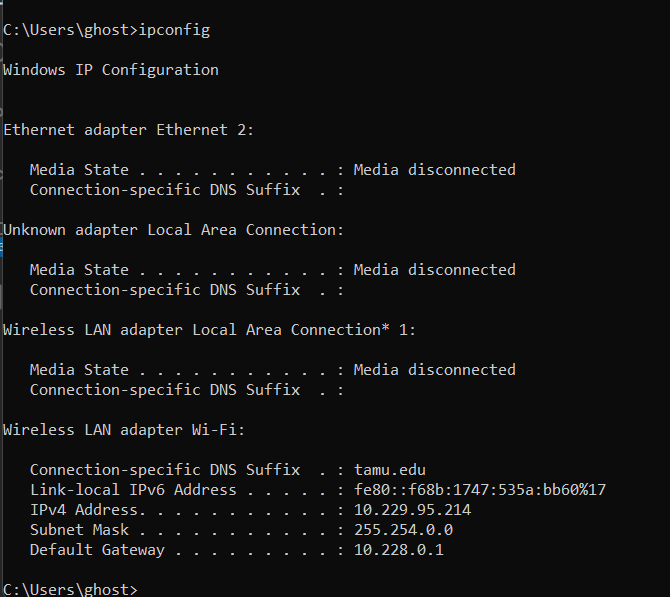 C:\Users\ghost>ipconfig
Windows IP Configuration
Ethernet adapter Ethernet 2:
Media State . . . . . . . . . . . : Media disconnected
Connection-specific DNS Suffix  . :
Unknown adapter Local Area Connection:
Media State . . . . . . . . . . . : Media disconnected
Connection-specific DNS Suffix  . :
Wireless LAN adapter Local Area Connection* 1:
Media State . . . . . . . . . . . : Media disconnected
Connection-specific DNS Suffix  . :
Wireless LAN adapter Wi-Fi:
Connection-specific DNS Suffix  . : tamu.edu
Link-local IPv6 Address . . . . . : fe80::f68b:1747:535a:bb60%17
IPv4 Address. . . . . . . . . . . : 10.229.95.214
Subnet Mask . . . . . . . . . . . : 255.254.0.0
Default Gateway . . . . . . . . . : 10.228.0.1
C:\Users\ghost>